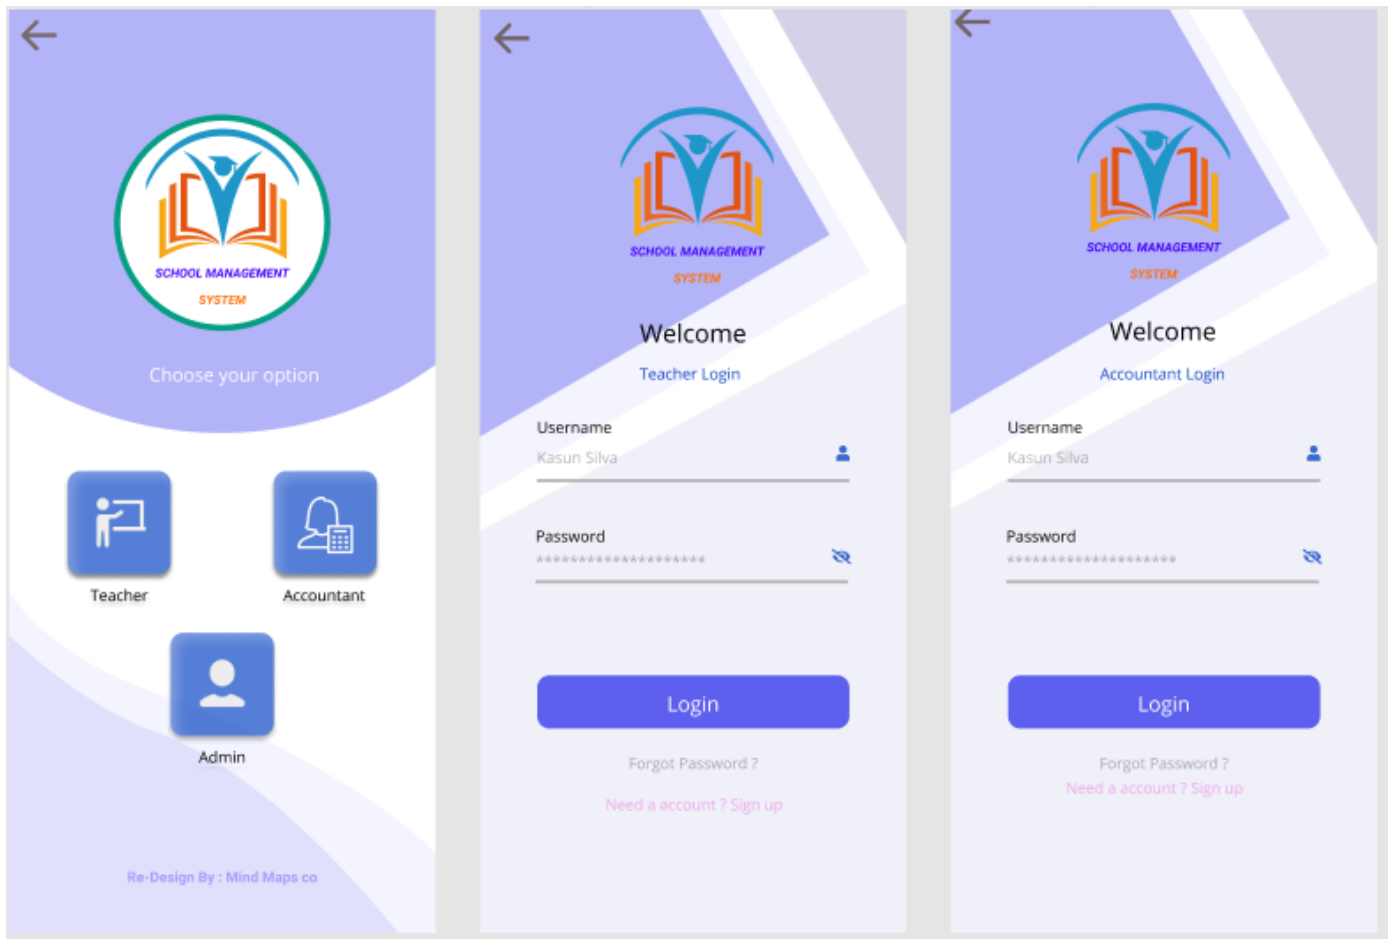 SCHOOL MANAGEMENT
SYSTEM
Choose your option
Teacher
Accountant
Admin
Re-Design By : Mind Maps co
SCHOOL MANAGEMENT
SYSTEM
Welcome
Teacher Login
Username
Kasun Silva
Password
********************
Login
Forgot Password ?
Need a account ? Sign up
SCHOOL MANAGEMENT
SYSTEM
Welcome
Accountant Login
Username
Kasun Silva
Password
********************
Login
Forgot Password ?
Need a account ? Sign up